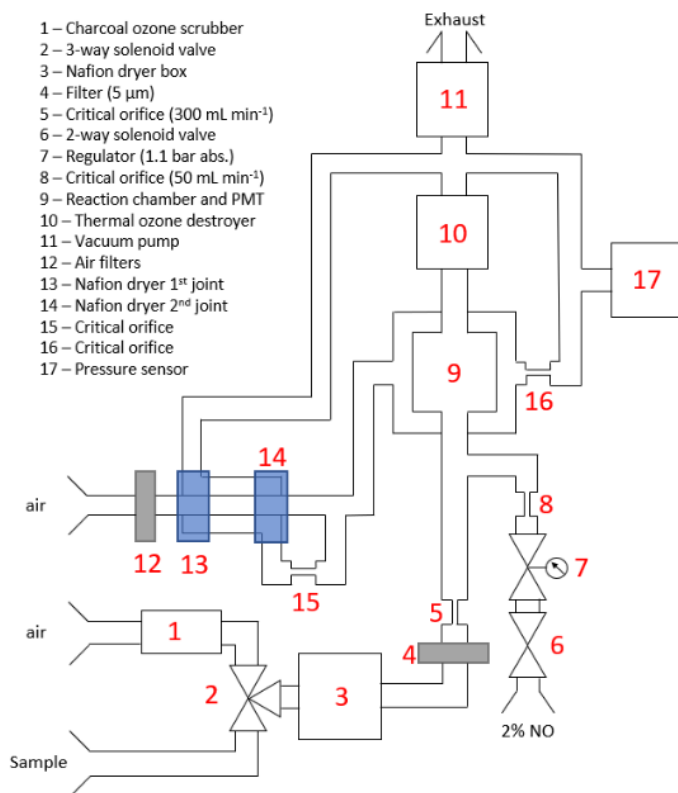 Exhaust
1 – Charcoal ozone scrubber
2 – 3-way solenoid valve
3 – Nafion dryer box
4 – Filter (5 μm)
5 – Critical orifice (300 mL min⁻¹)
6 – 2-way solenoid valve
7 – Regulator (1.1 bar abs.)
8 – Critical orifice (50 mL min⁻¹)
9 – Reaction chamber and PMT
10 – Thermal ozone destroyer
11 – Vacuum pump
12 – Air filters
13 – Nafion dryer 1ˢᵗ joint
14 – Nafion dryer 2ⁿᵈ joint
15 – Critical orifice
16 – Critical orifice
17 – Pressure sensor
11
10
17
9
16
14
8
air
12
13
15
7
5
1
air
4
6
2
3
2% NO
Sample